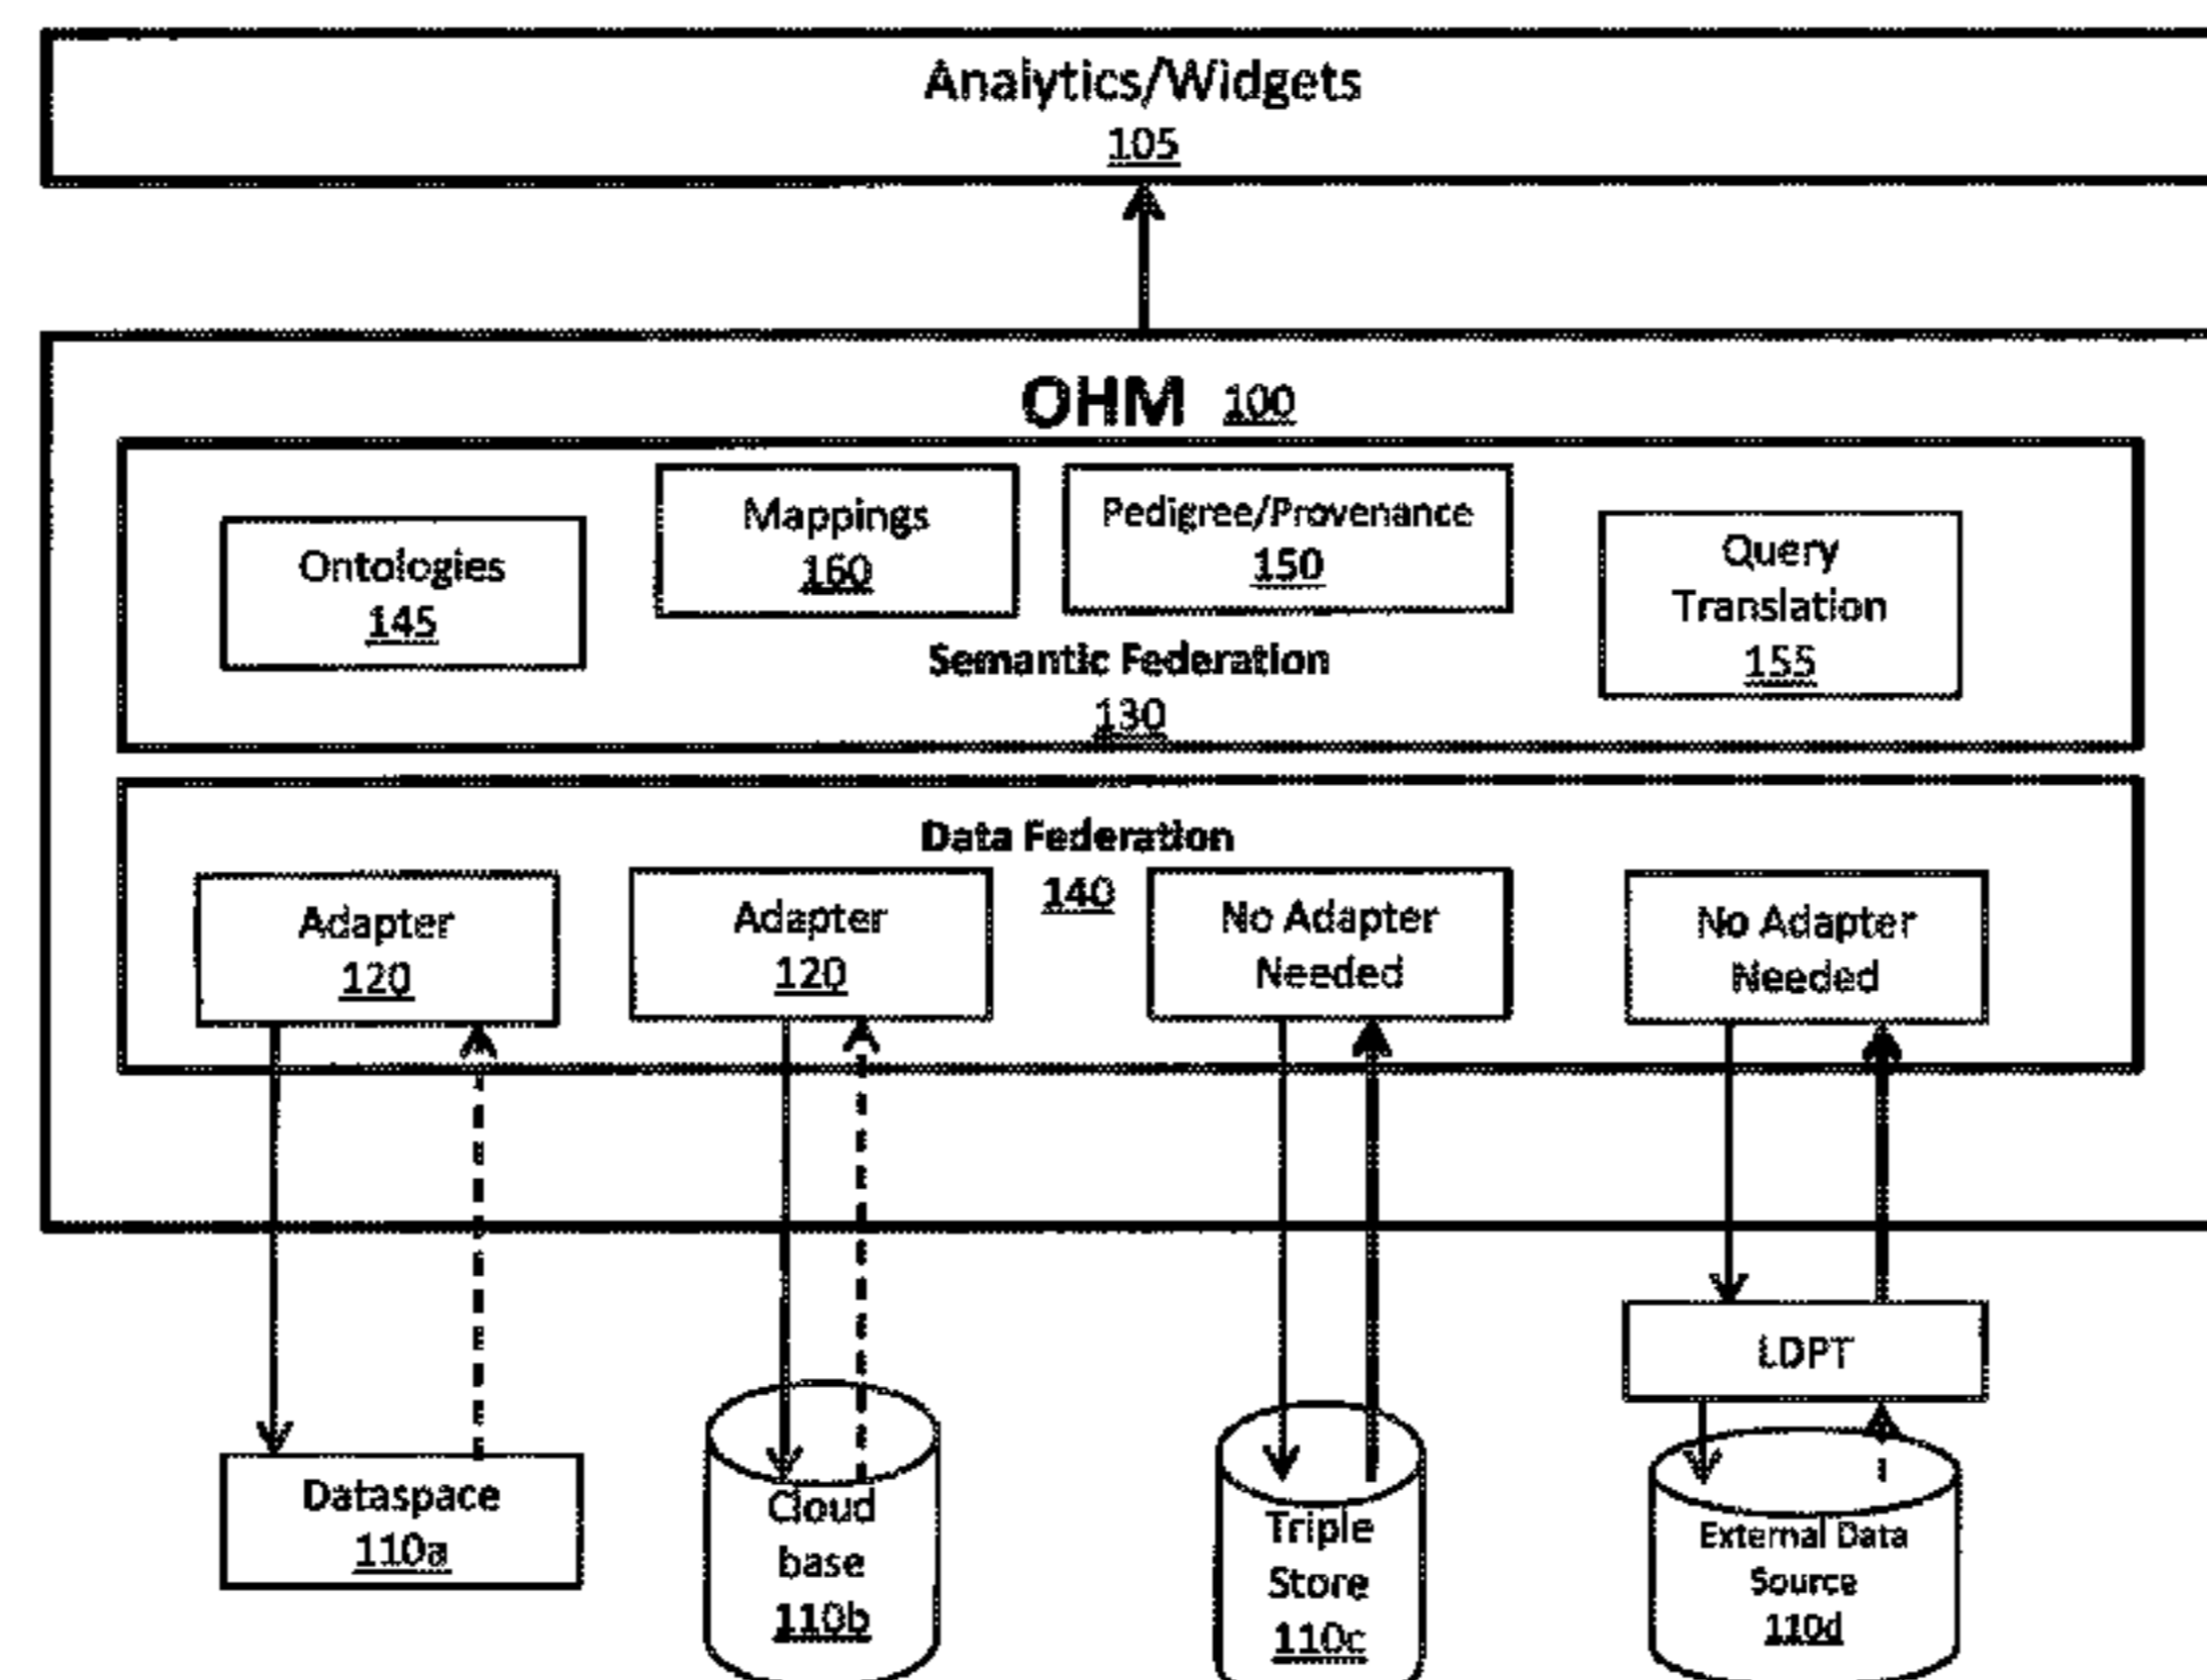 Analytics/Widgets
105
OHM 100
Ontologies
145
Mappings
160
Pedigree/Provenance
150
Query
Translation
155
Semantic Federation
130
Data Federation
140
Adapter
120
Adapter
120
No Adapter
Needed
No Adapter
Needed
LDPT
Dataspace
110a
Cloud
base
110b
Triple
Store
110c
External Data
Source
110d